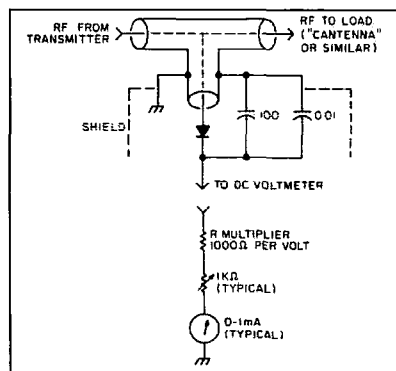 RF FROM
TRANSMITTER
RF TO LOAD
("CANTENNA"
OR SIMILAR)
SHIELD
100
0.01
TO DC VOLTMETER
R MULTIPLIER
1000Ω PER VOLT
1KΩ
(TYPICAL)
0-1mA
(TYPICAL)